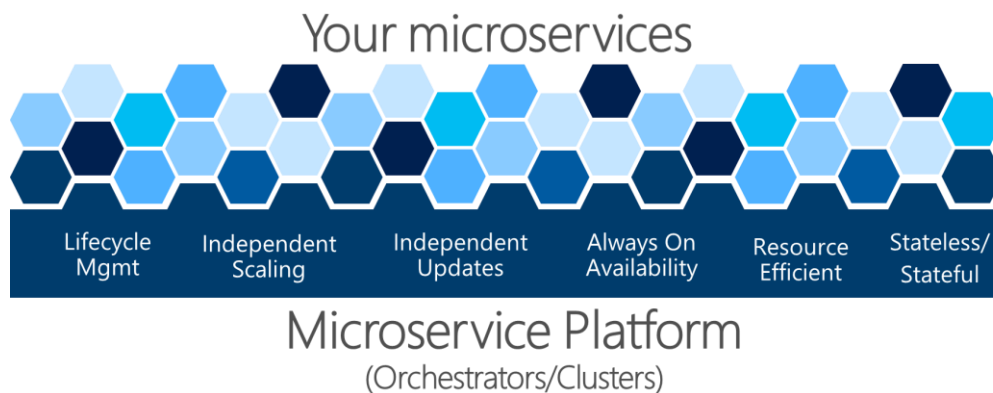 Your microservices
Lifecycle
Mgmt
Independent
Scaling
Independent
Updates
Always On
Availability
Resource
Efficient
Stateless/
Stateful
Microservice Platform
(Orchestrators/Clusters)